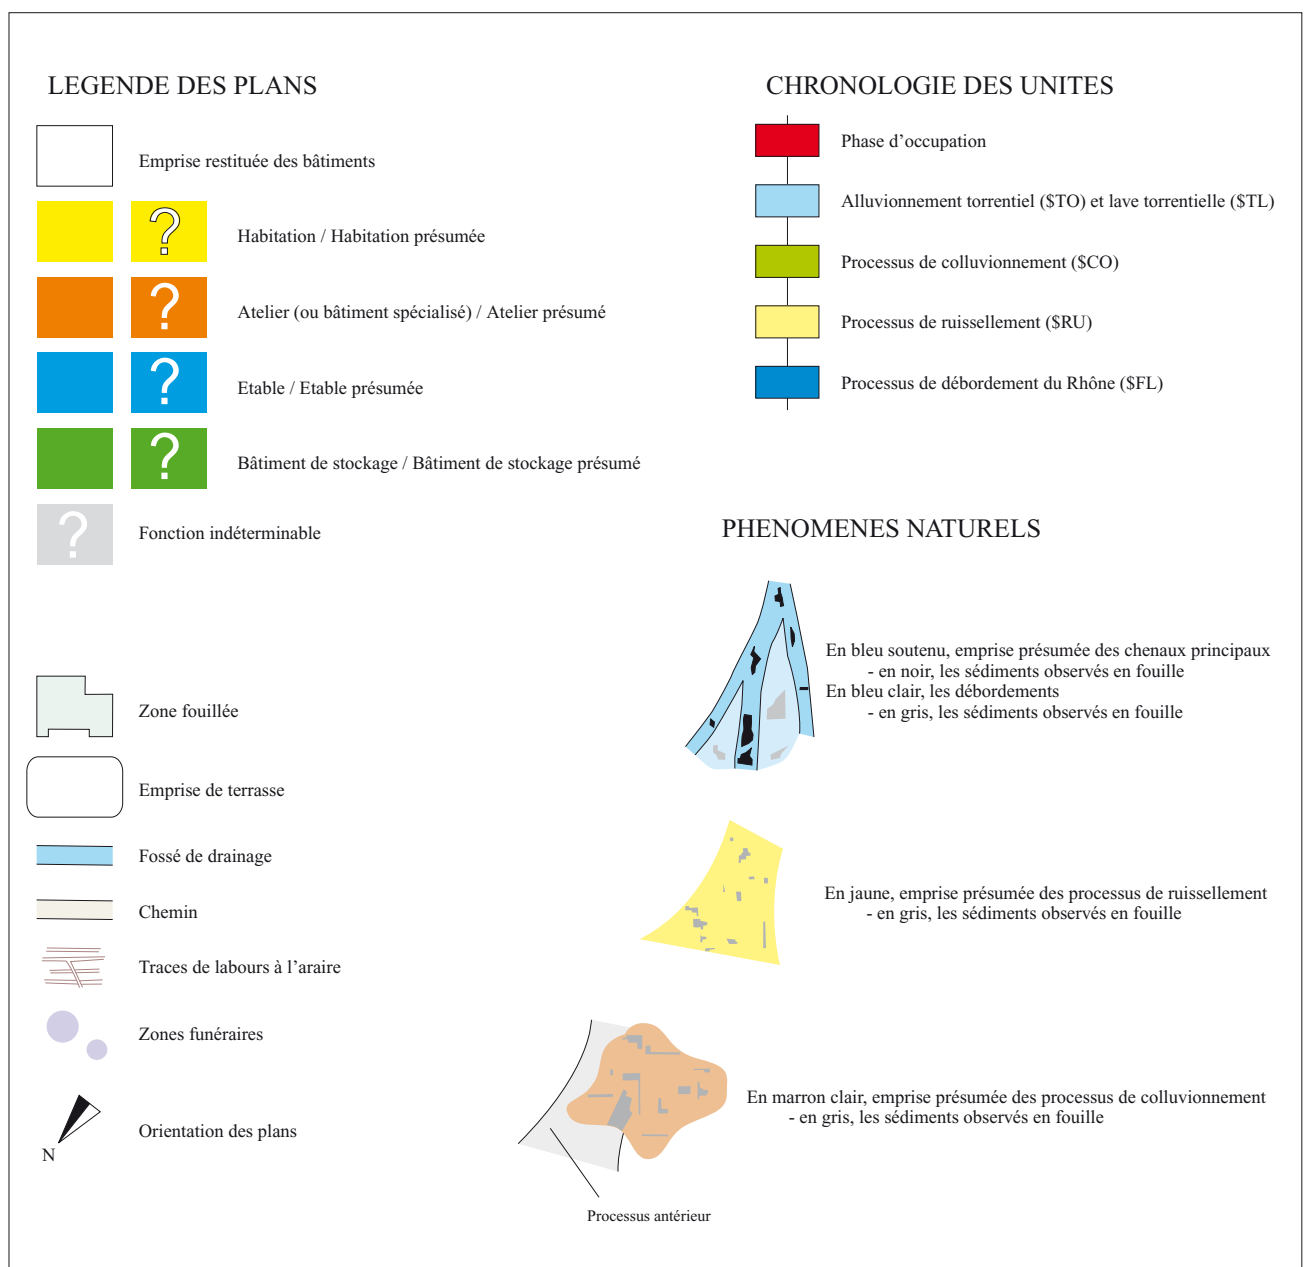 LEGENDE DES PLANS
Emprise restituée des bâtiments
?
Habitation / Habitation présumée
?
Atelier (ou bâtiment spécialisé) / Atelier présumé
?
Etable / Etable présumée
?
Bâtiment de stockage / Bâtiment de stockage présumé
?
Fonction indéterminable
Zone fouillée
Emprise de terrasse
Fossé de drainage
Chemin
Traces de labours à l’araire
Zones funéraires
Orientation des plans
N
CHRONOLOGIE DES UNITES
Phase d’occupation
Alluvionnement torrentiel ($TO) et lave torrentielle ($TL)
Processus de colluvionnement ($CO)
Processus de ruissellement ($RU)
Processus de débordement du Rhône ($FL)
PHENOMENES NATURELS
En bleu soutenu, emprise présumée des chenaux principaux
- en noir, les sédiments observés en fouille
En bleu clair, les débordements
- en gris, les sédiments observés en fouille
En jaune, emprise présumée des processus de ruissellement
- en gris, les sédiments observés en fouille
En marron clair, emprise présumée des processus de colluvionnement
- en gris, les sédiments observés en fouille
Processus antérieur